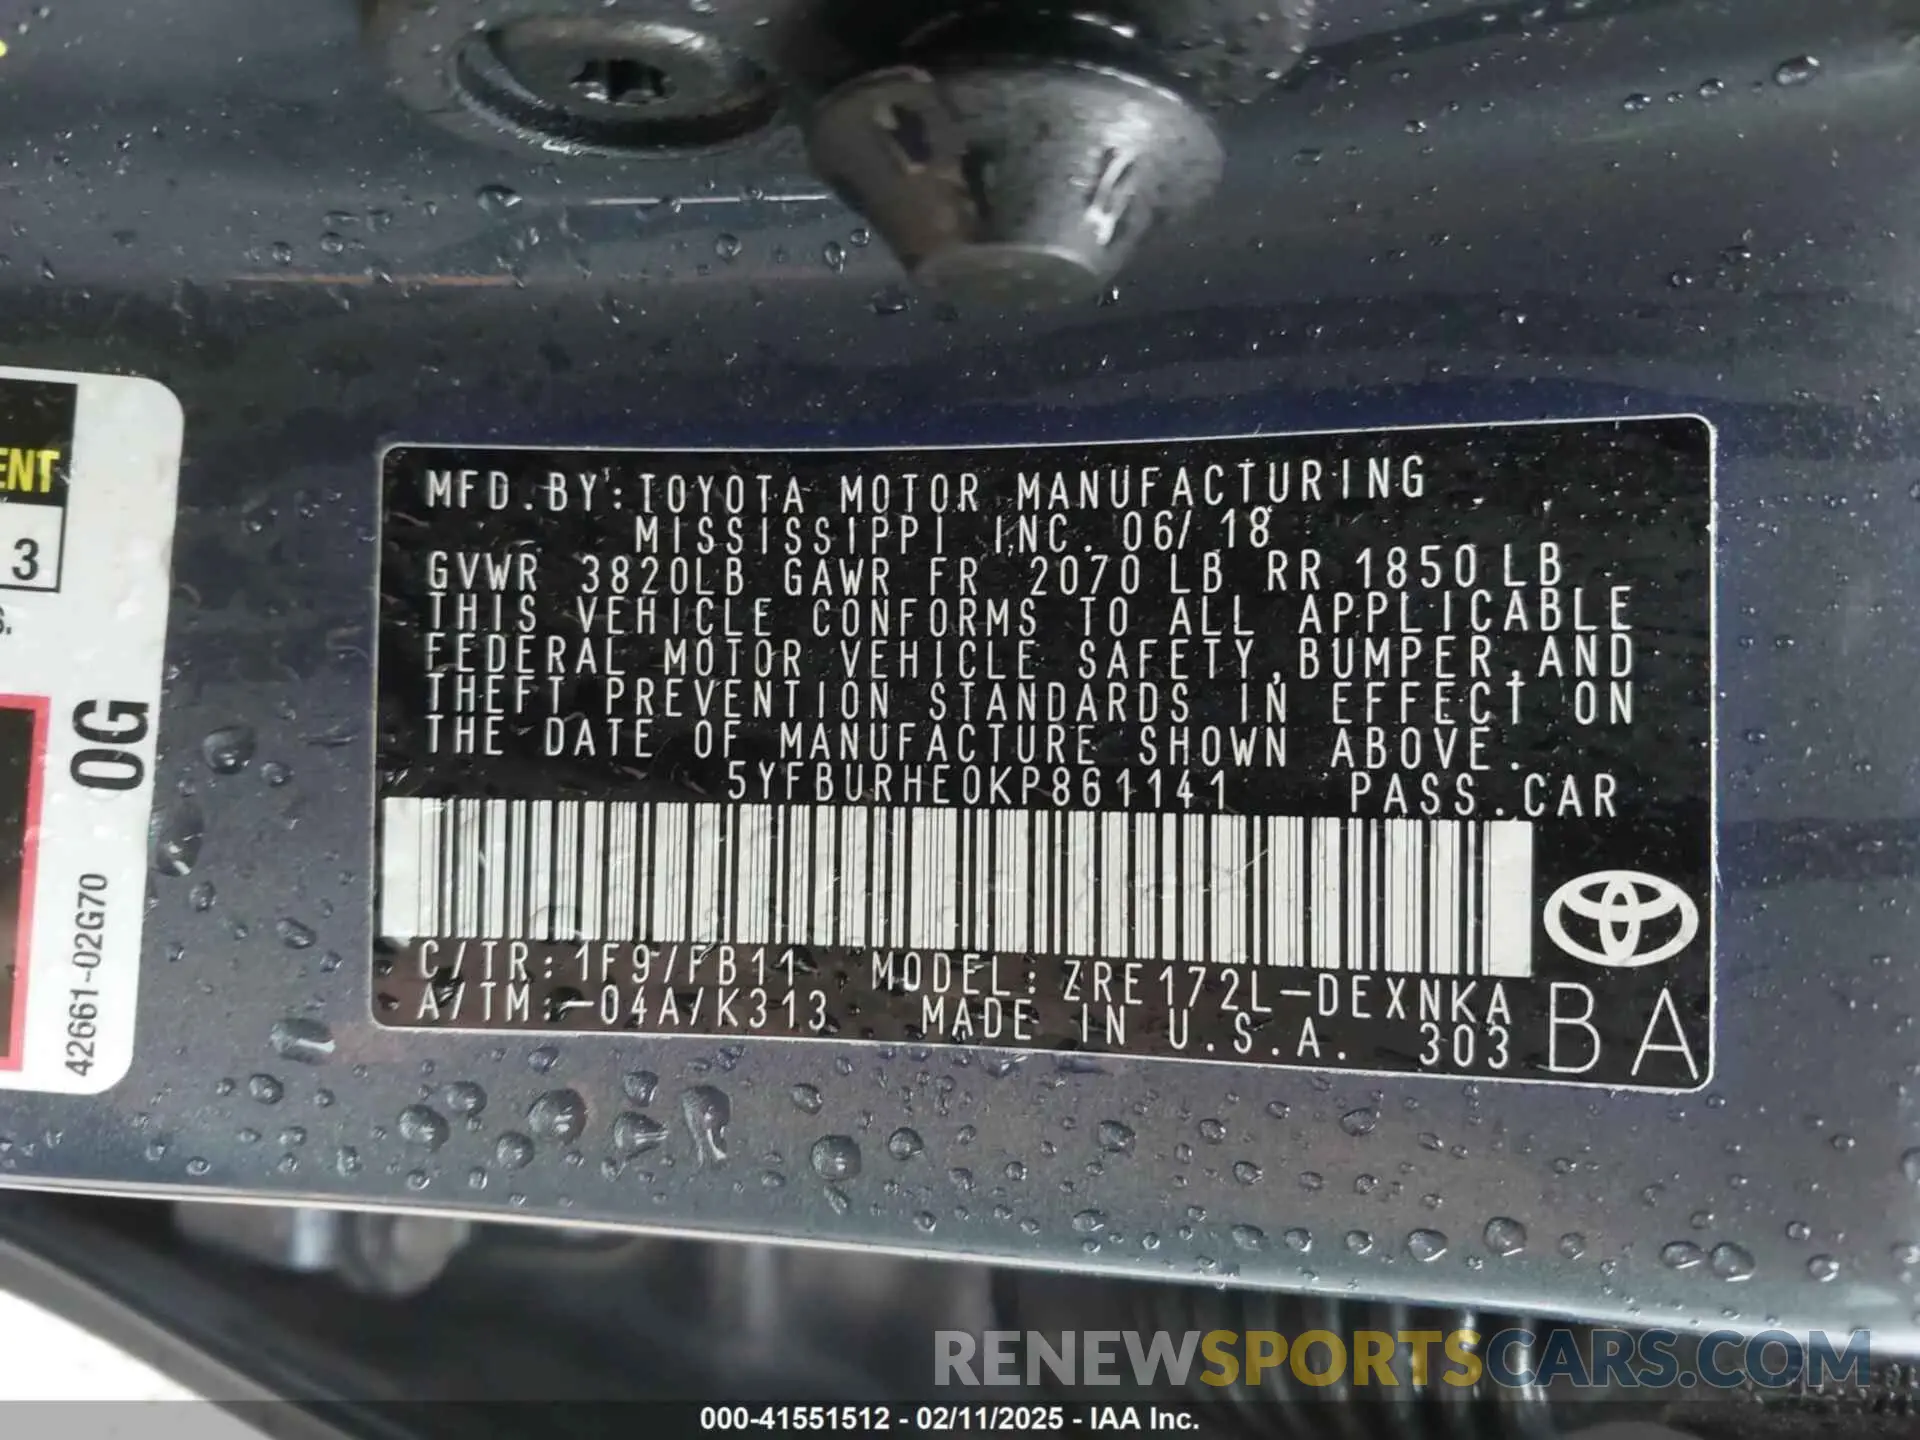 ENT
3
S.
0G
42661-02G70
MFD.BY:TOYOTA MOTOR MANUFACTURING
MISSISSIPPI INC. 06/18
GVWR 3820LB GAWR FR 2070 LB RR 1850LB
THIS VEHICLE CONFORMS TO ALL APPLICABLE
FEDERAL MOTOR VEHICLE SAFETY,BUMPER,AND
THEFT PREVENTION STANDARDS IN EFFECT ON
THE DATE OF MANUFACTURE SHOWN ABOVE.
5YFBURHE0KP861141 PASS.CAR
C/TR:1F9/FB11 MODEL:ZRE172L-DEXNKA
A/TM:-04A/K313 MADE IN U.S.A. 303
BA
RENEWSPORTSCARS.COM
000-41551512 - 02/11/2025 - IAA Inc.